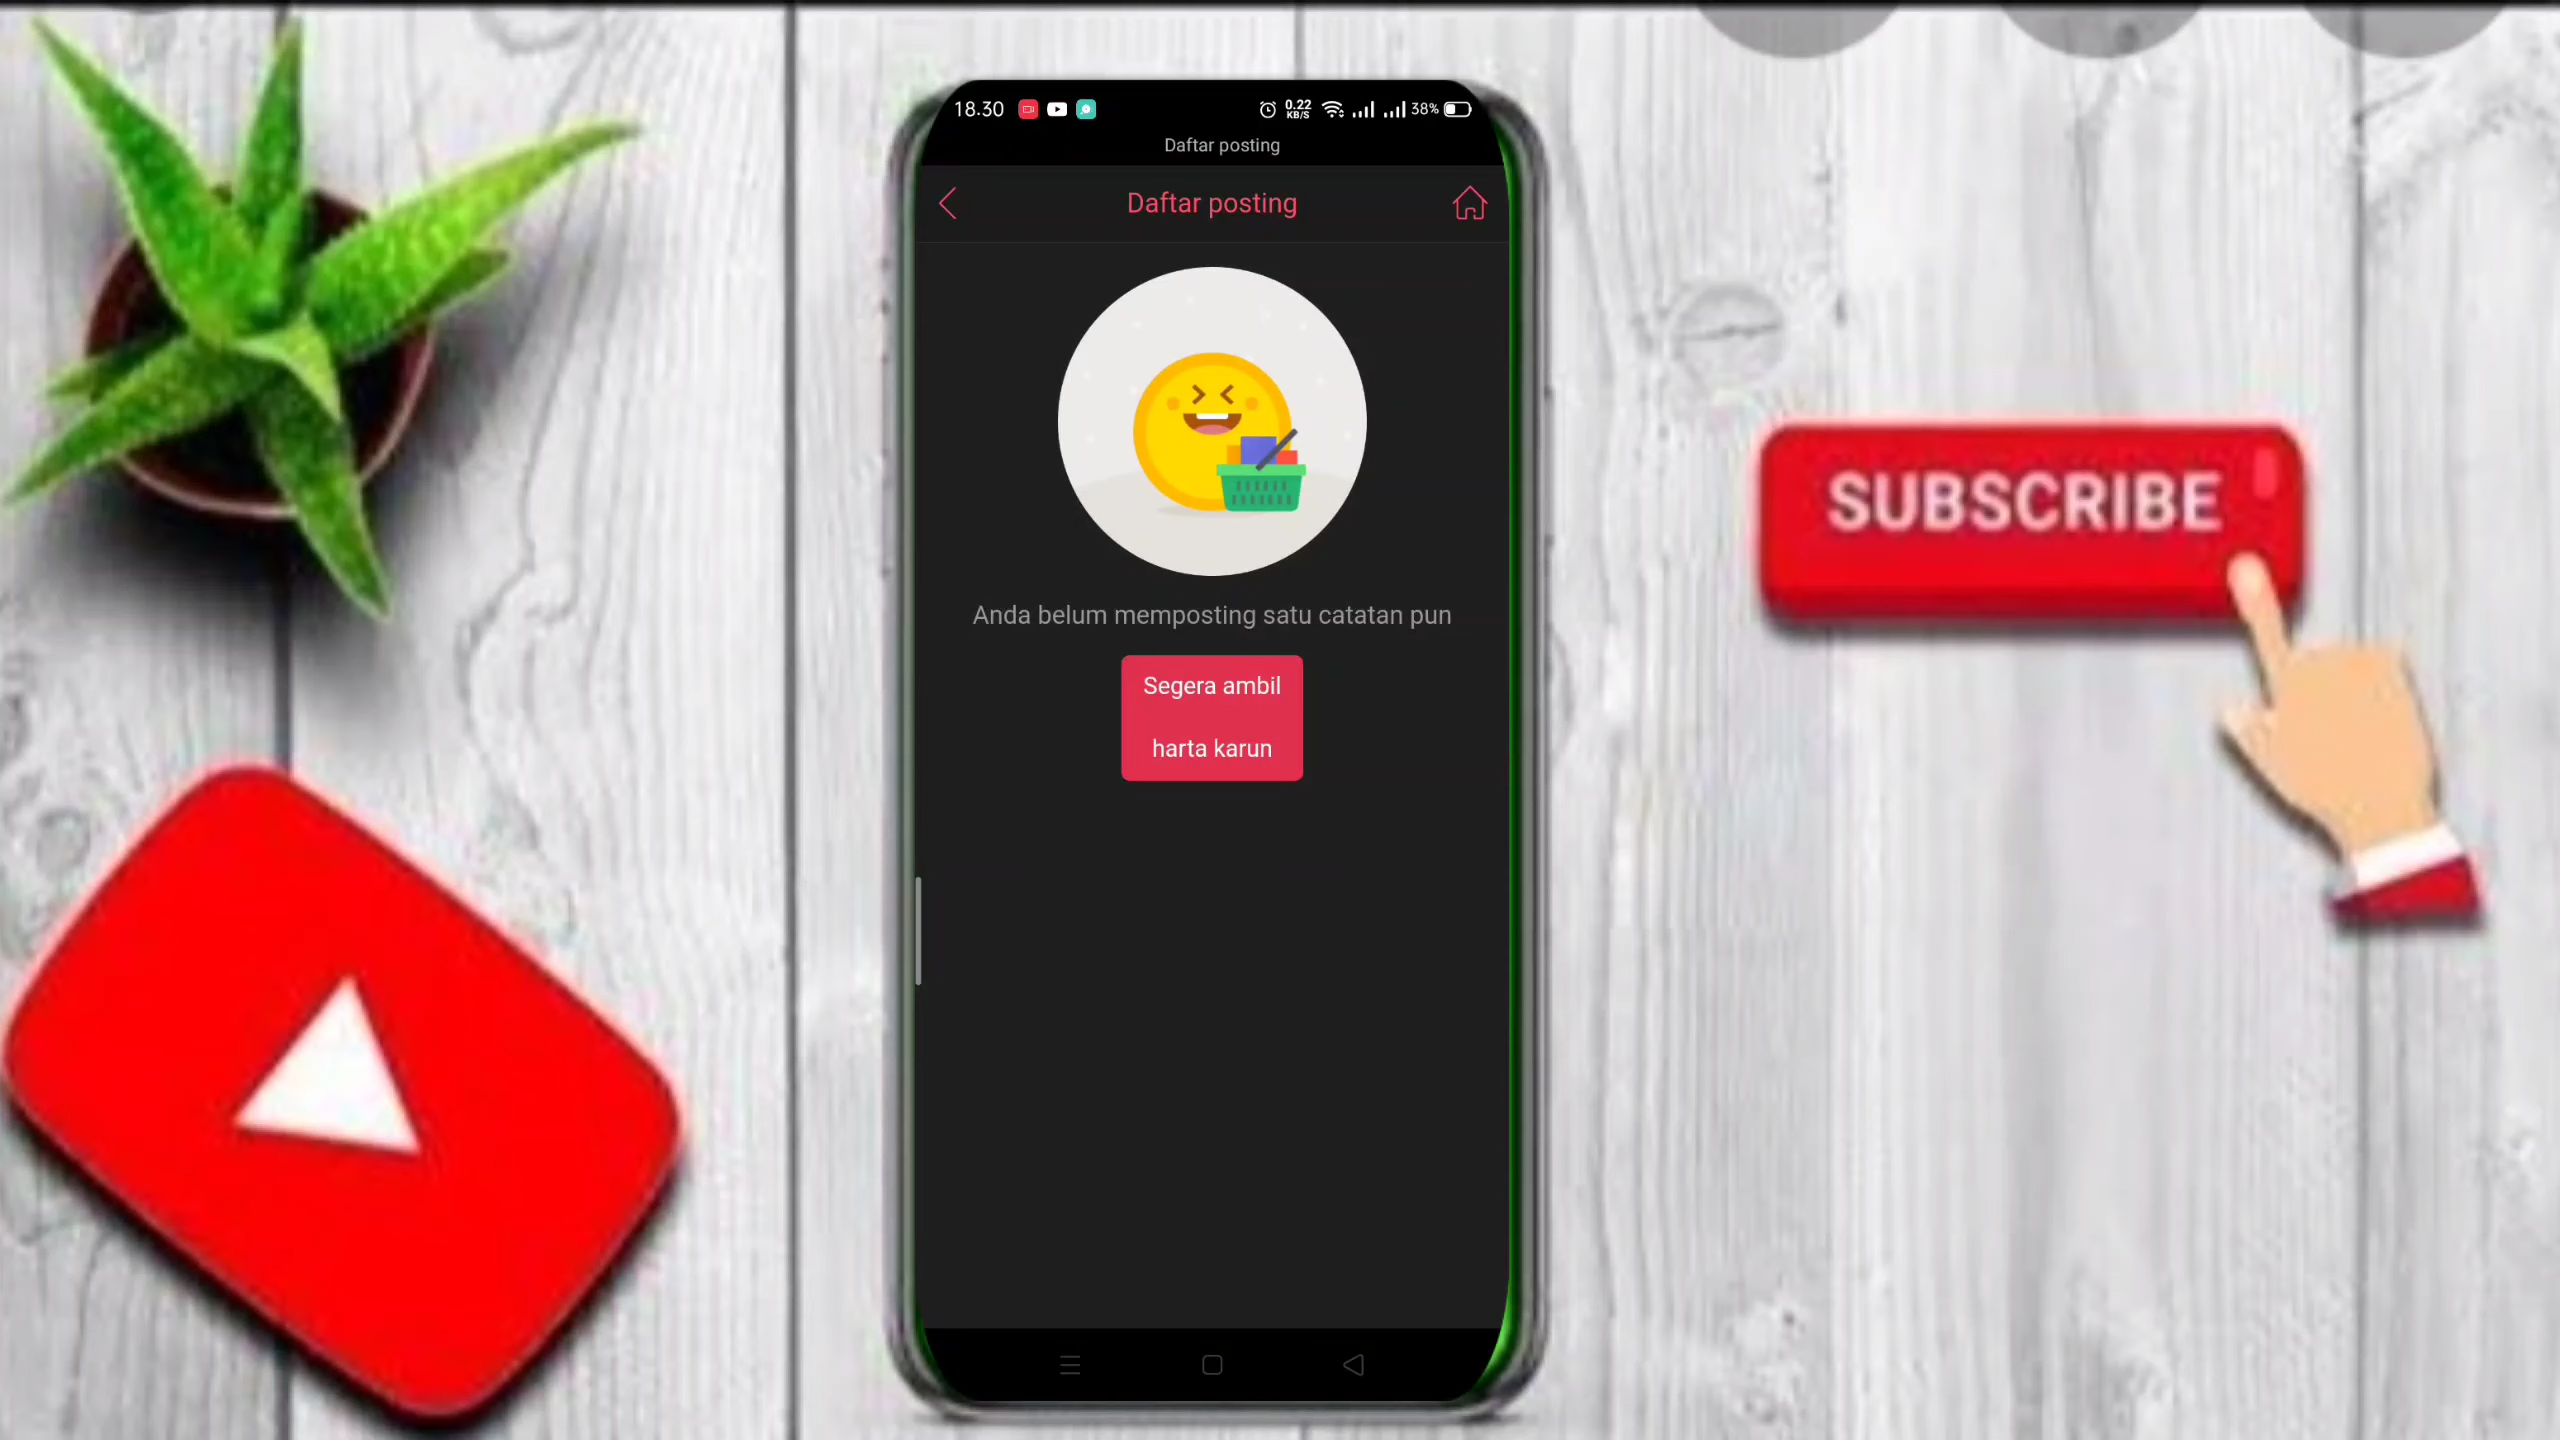 18.30
0.22
KB/S
38%
Daftar posting
Daftar posting
Anda belum memposting satu catatan pun
Segera ambil
harta karun
SUBSCRIBE